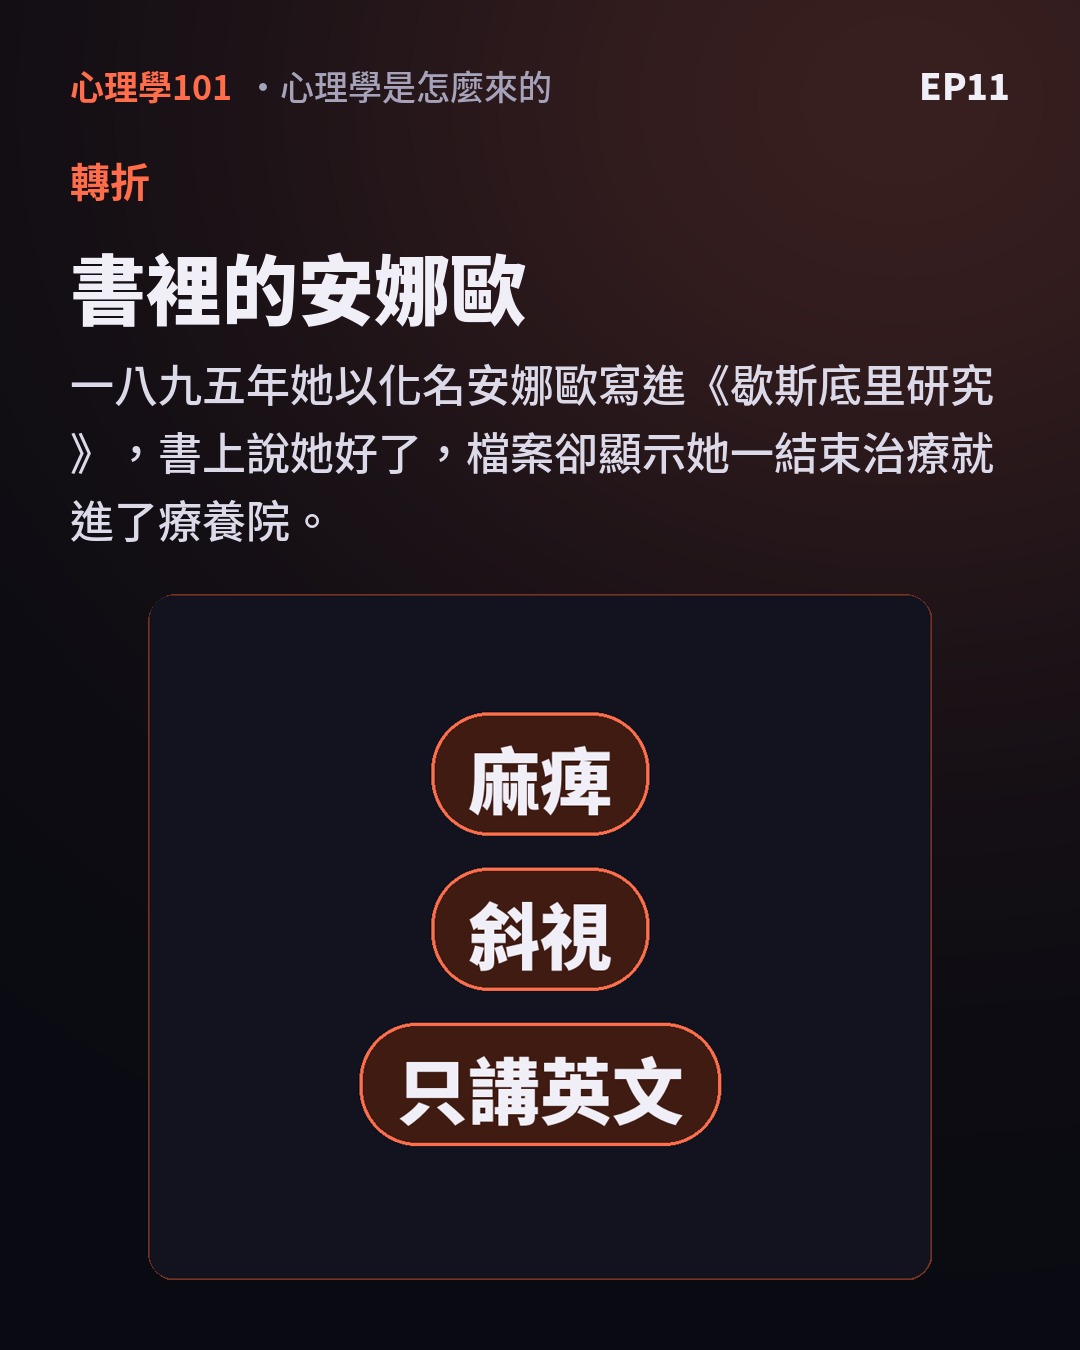 心理學101 ・心理學是怎麼來的
EP11
轉折
書裡的安娜歐
一八九五年她以化名安娜歐寫進《歇斯底里研究
》，書上說她好了，檔案卻顯示她一結束治療就
進了療養院。
麻痺
斜視
只講英文